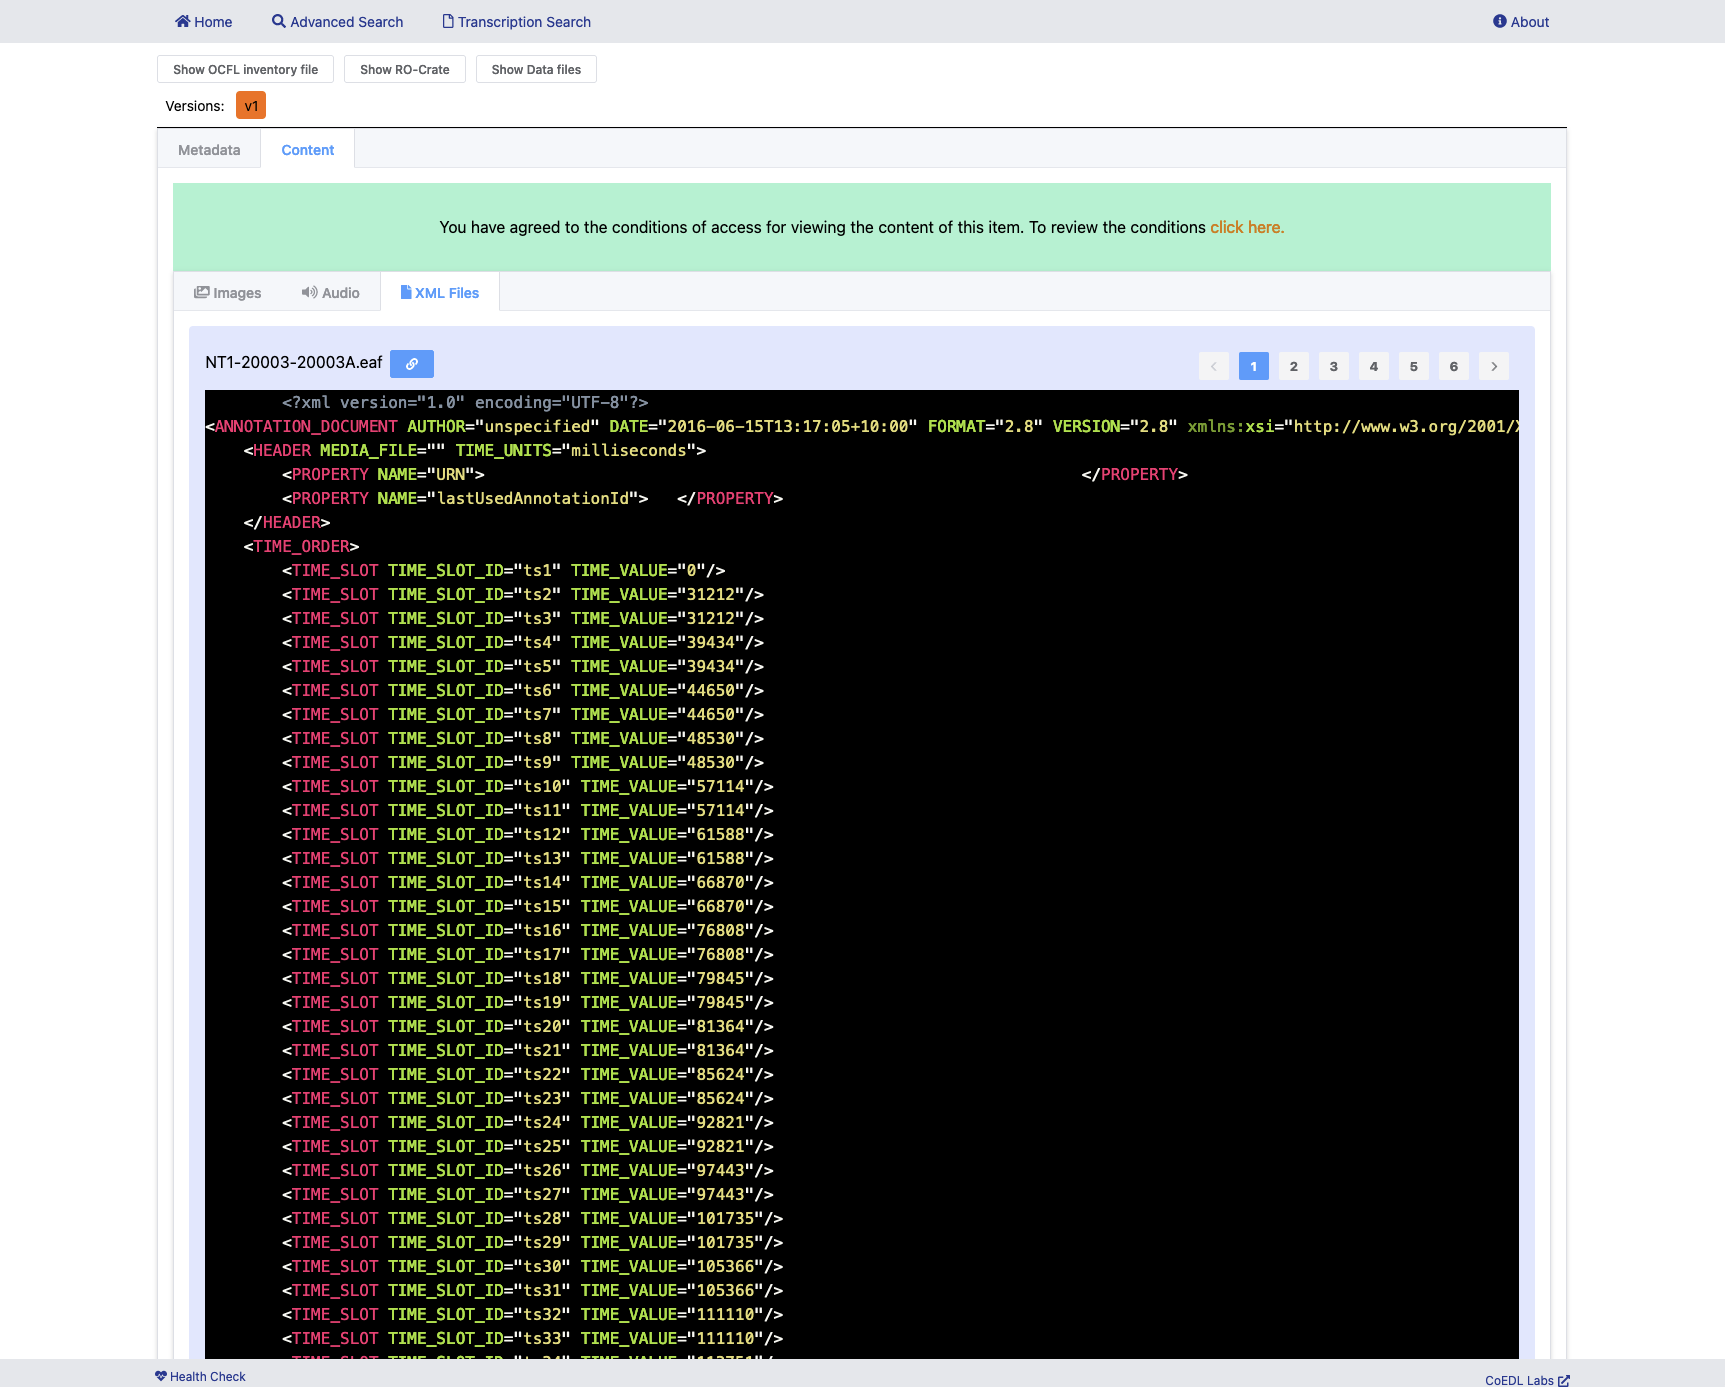 Home Advanced Search Transcription Search About
Show OCFL inventory file Show RO-Crate Show Data files
Versions: v1
Metadata Content
You have agreed to the conditions of access for viewing the content of this item. To review the conditions click here.
Images Audio XML Files
NT1-20003-20003A.eaf 1 2 3 4 5 6
<?xml version="1.0" encoding="UTF-8"?>
<ANNOTATION_DOCUMENT AUTHOR="unspecified" DATE="2016-06-15T13:17:05+10:00" FORMAT="2.8" VERSION="2.8" xmlns:xsi="http://www.w3.org/2001/X
<HEADER MEDIA_FILE="" TIME_UNITS="milliseconds">
<PROPERTY NAME="URN"> </PROPERTY>
<PROPERTY NAME="lastUsedAnnotationId"> </PROPERTY>
</HEADER>
<TIME_ORDER>
<TIME_SLOT TIME_SLOT_ID="ts1" TIME_VALUE="0"/>
<TIME_SLOT TIME_SLOT_ID="ts2" TIME_VALUE="31212"/>
<TIME_SLOT TIME_SLOT_ID="ts3" TIME_VALUE="31212"/>
<TIME_SLOT TIME_SLOT_ID="ts4" TIME_VALUE="39434"/>
<TIME_SLOT TIME_SLOT_ID="ts5" TIME_VALUE="39434"/>
<TIME_SLOT TIME_SLOT_ID="ts6" TIME_VALUE="44650"/>
<TIME_SLOT TIME_SLOT_ID="ts7" TIME_VALUE="44650"/>
<TIME_SLOT TIME_SLOT_ID="ts8" TIME_VALUE="48530"/>
<TIME_SLOT TIME_SLOT_ID="ts9" TIME_VALUE="48530"/>
<TIME_SLOT TIME_SLOT_ID="ts10" TIME_VALUE="57114"/>
<TIME_SLOT TIME_SLOT_ID="ts11" TIME_VALUE="57114"/>
<TIME_SLOT TIME_SLOT_ID="ts12" TIME_VALUE="61588"/>
<TIME_SLOT TIME_SLOT_ID="ts13" TIME_VALUE="61588"/>
<TIME_SLOT TIME_SLOT_ID="ts14" TIME_VALUE="66870"/>
<TIME_SLOT TIME_SLOT_ID="ts15" TIME_VALUE="66870"/>
<TIME_SLOT TIME_SLOT_ID="ts16" TIME_VALUE="76808"/>
<TIME_SLOT TIME_SLOT_ID="ts17" TIME_VALUE="76808"/>
<TIME_SLOT TIME_SLOT_ID="ts18" TIME_VALUE="79845"/>
<TIME_SLOT TIME_SLOT_ID="ts19" TIME_VALUE="79845"/>
<TIME_SLOT TIME_SLOT_ID="ts20" TIME_VALUE="81364"/>
<TIME_SLOT TIME_SLOT_ID="ts21" TIME_VALUE="81364"/>
<TIME_SLOT TIME_SLOT_ID="ts22" TIME_VALUE="85624"/>
<TIME_SLOT TIME_SLOT_ID="ts23" TIME_VALUE="85624"/>
<TIME_SLOT TIME_SLOT_ID="ts24" TIME_VALUE="92821"/>
<TIME_SLOT TIME_SLOT_ID="ts25" TIME_VALUE="92821"/>
<TIME_SLOT TIME_SLOT_ID="ts26" TIME_VALUE="97443"/>
<TIME_SLOT TIME_SLOT_ID="ts27" TIME_VALUE="97443"/>
<TIME_SLOT TIME_SLOT_ID="ts28" TIME_VALUE="101735"/>
<TIME_SLOT TIME_SLOT_ID="ts29" TIME_VALUE="101735"/>
<TIME_SLOT TIME_SLOT_ID="ts30" TIME_VALUE="105366"/>
<TIME_SLOT TIME_SLOT_ID="ts31" TIME_VALUE="105366"/>
<TIME_SLOT TIME_SLOT_ID="ts32" TIME_VALUE="111110"/>
<TIME_SLOT TIME_SLOT_ID="ts33" TIME_VALUE="111110"/>
Health Check CoEDL Labs